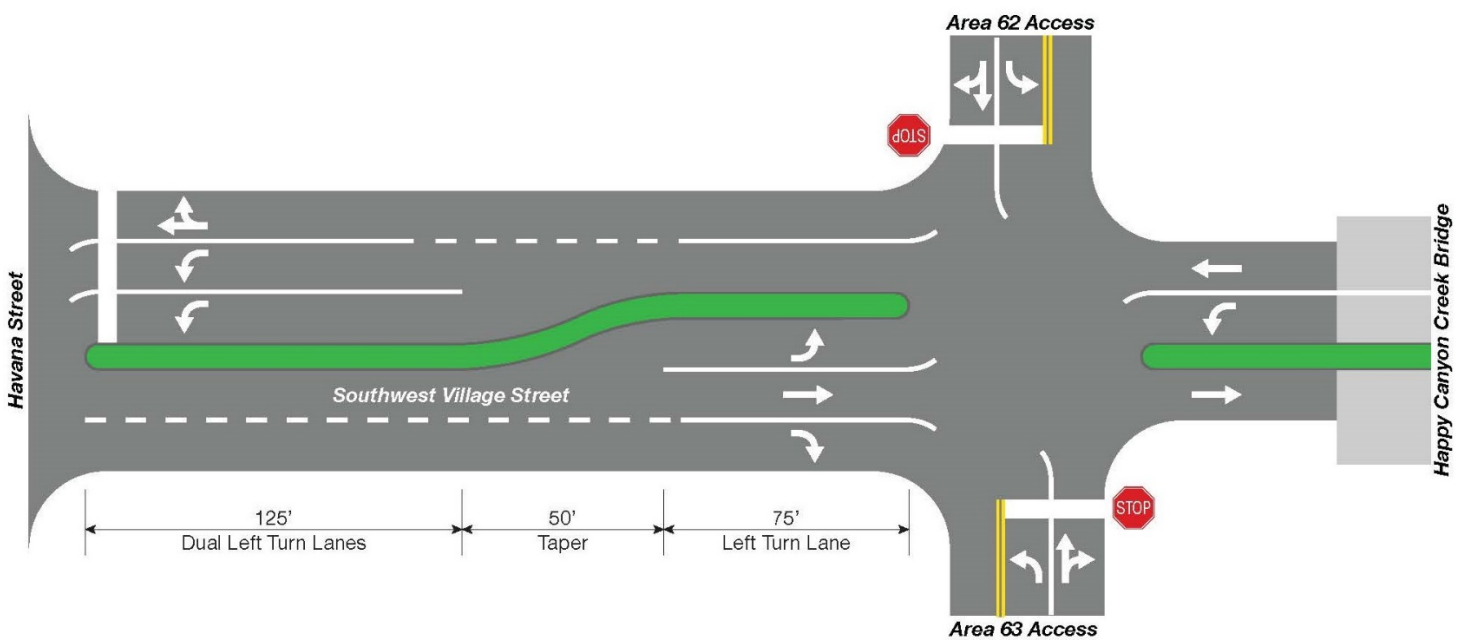 Area 62 Access
STOP
Havana Street
Southwest Village Street
Happy Canyon Creek Bridge
125'
50'
75'
Dual Left Turn Lanes
Taper
Left Turn Lane
STOP
Area 63 Access